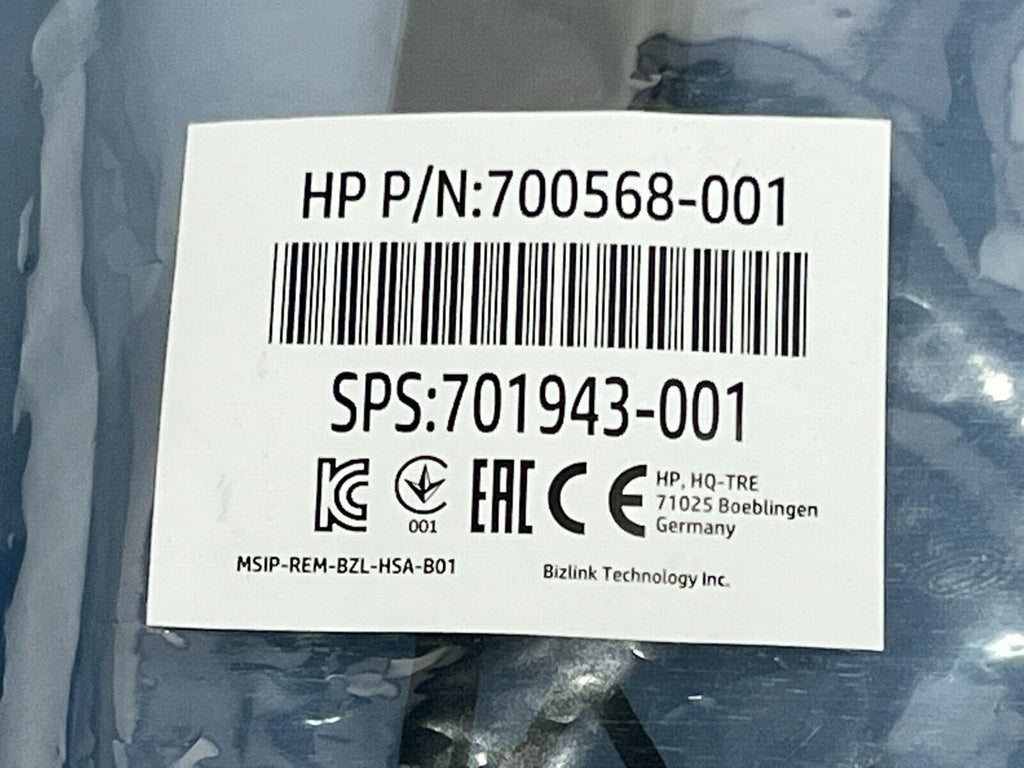 HP P/N:700568-001
SPS:701943-001
KC 001 EAC CE HP, HQ-TRE
71025 Boeblingen
Germany
MSIP-REM-BZL-HSA-B01 Bizlink Technology Inc.